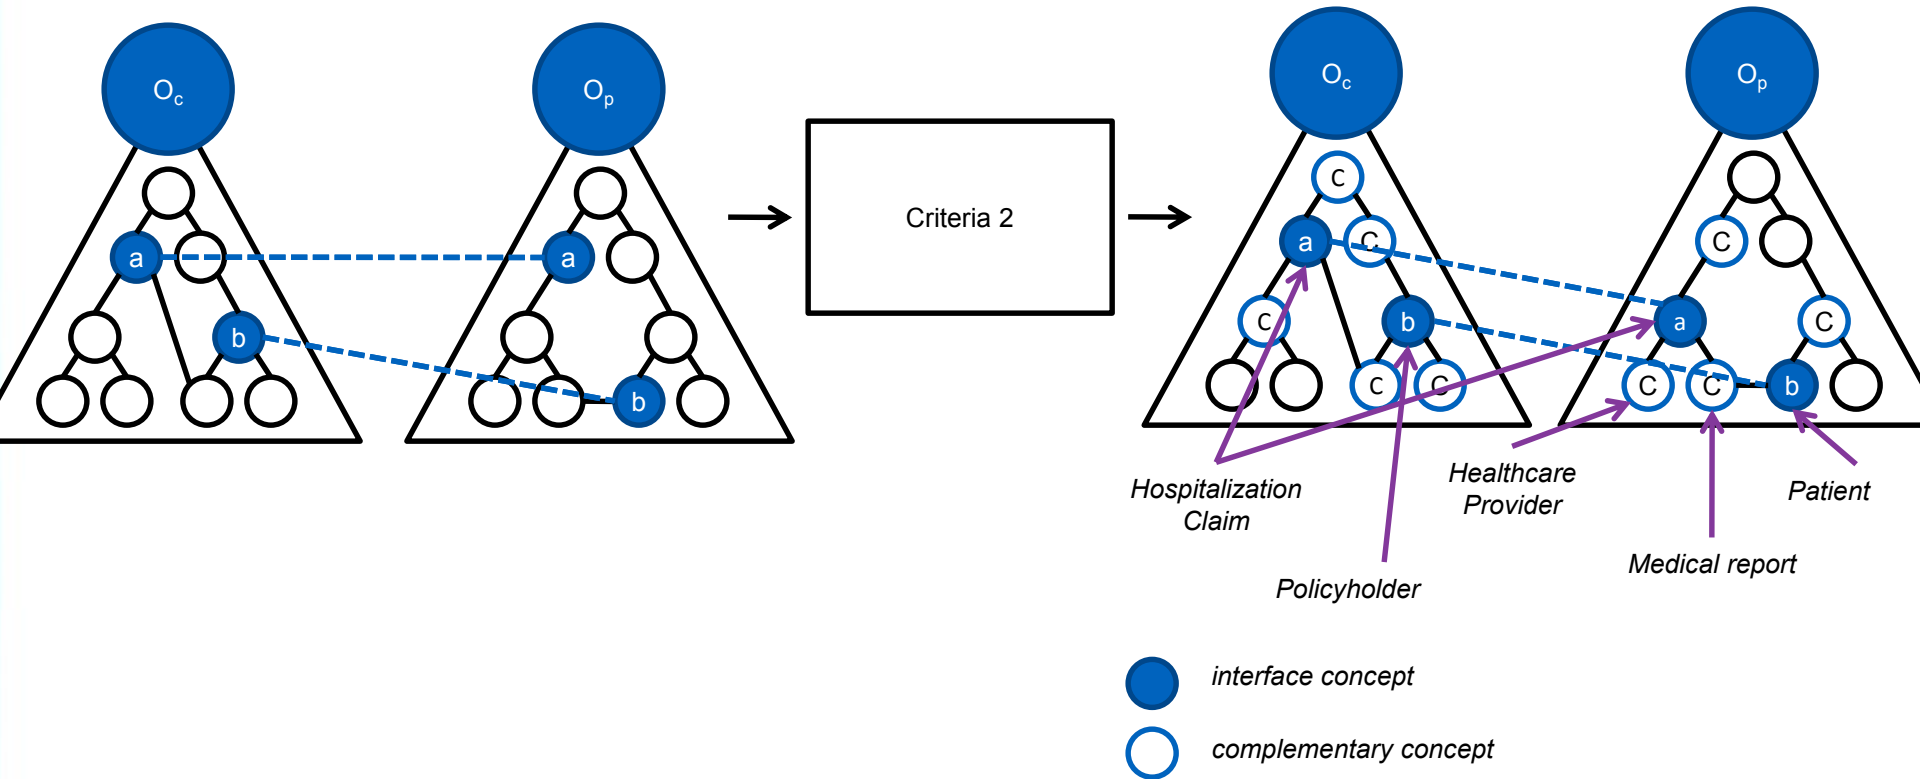 Oc
Op
a
a
b
b
Criteria 2
Oc
Op
c
a
C
c
b
c
C
C
a
C
C
C
b
Hospitalization
Claim
Policyholder
Healthcare
Provider
Medical report
Patient
interface concept
complementary concept